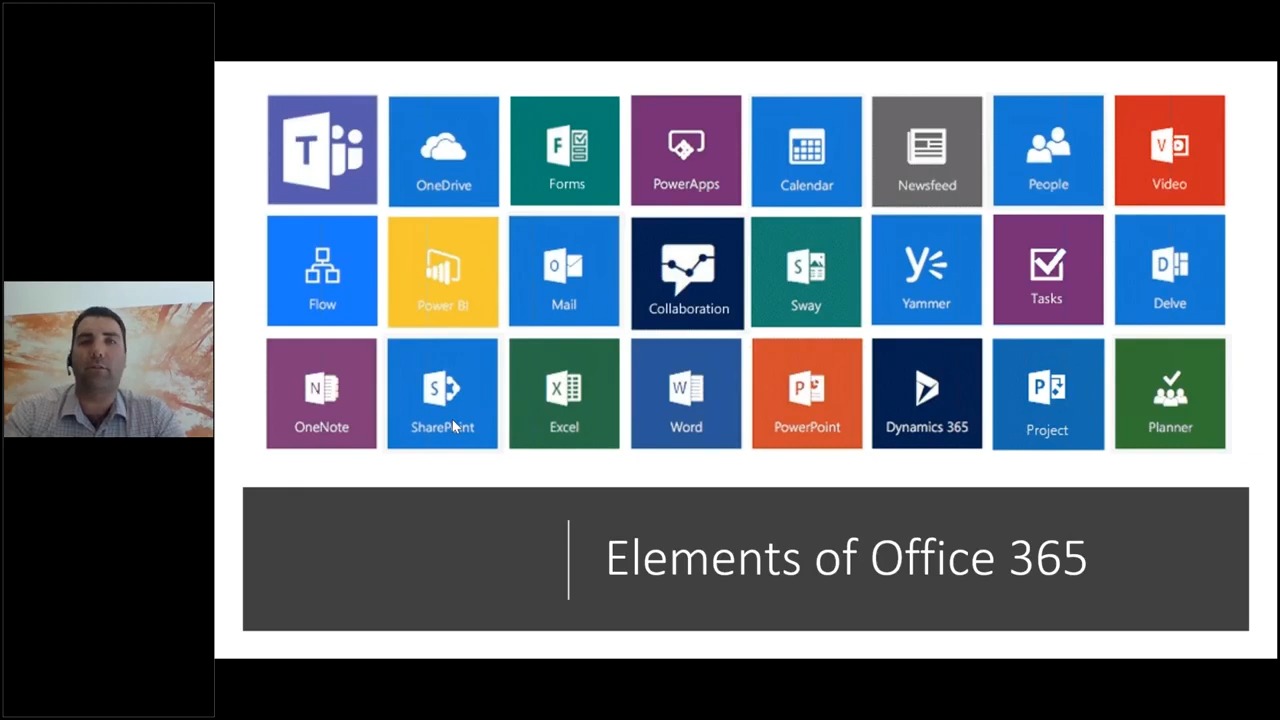 T
OneDrive
F
Forms
PowerApps
Calendar
Newsfeed
People
V
Video
Flow
Power BI
O
Mail
Collaboration
S
Sway
Yammer
Tasks
D
Delve
N
OneNote
S
SharePoint
X
Excel
W
Word
P
PowerPoint
Dynamics 365
P
Project
Planner
Elements of Office 365